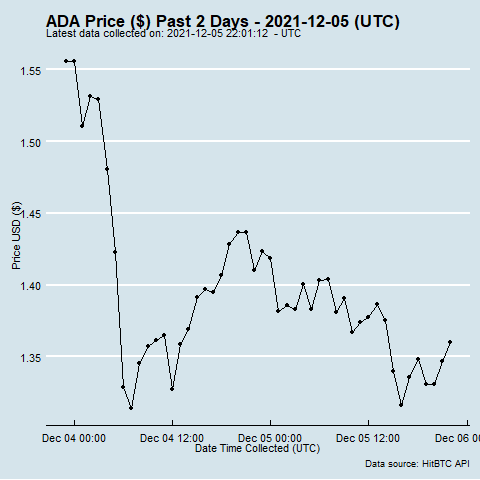 ADA Price ($) Past 2 Days - 2021-12-05 (UTC)
Latest data collected on: 2021-12-05 22:01:12 - UTC
1.55
1.50
1.45
1.40
1.35
Price USD ($)
Dec 04 00:00 Dec 04 12:00 Dec 05 00:00 Dec 05 12:00 Dec 06 0
Date Time Collected (UTC)
Data source: HitBTC API